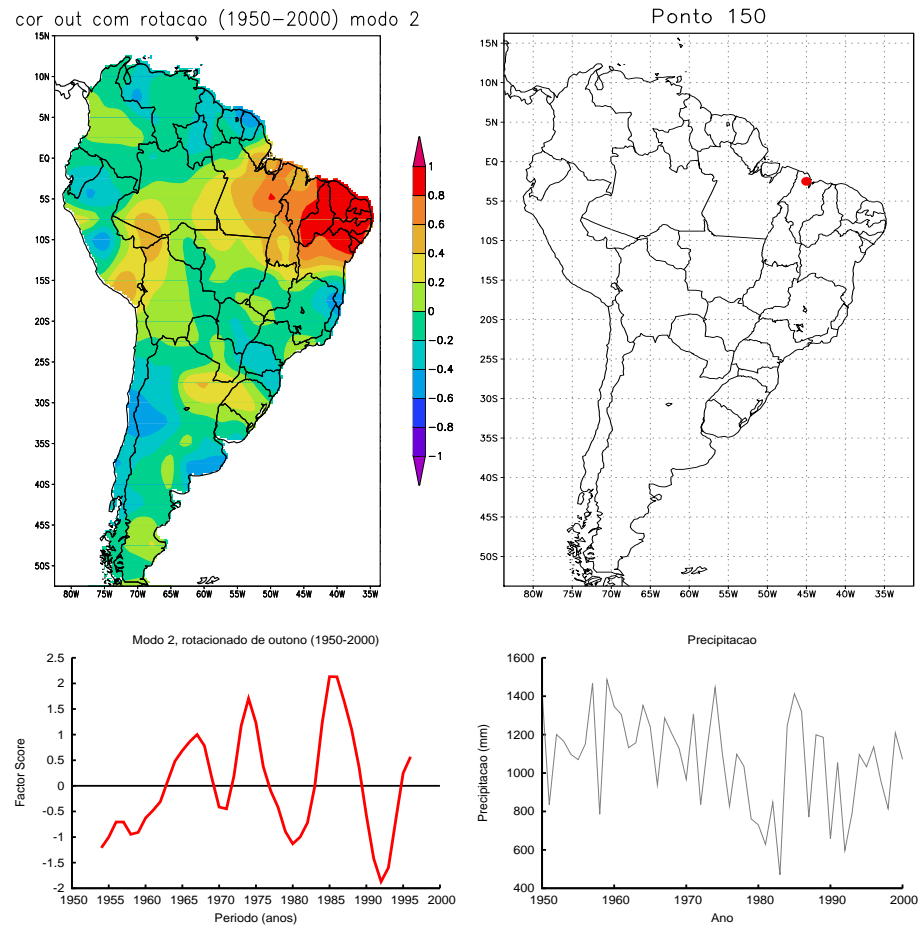 cor out com rotacao (1950−2000) modo 2
15N
10N
5N
EQ
5S
10S
15S
20S
25S
30S
35S
40S
45S
50S
80W 75W 70W 65W 60W 55W 50W 45W 40W 35W
1
0.8
0.6
0.4
0.2
0
−0.2
−0.4
−0.6
−0.8
−1
Ponto 150
15N
10N
5N
EQ
5S
10S
15S
20S
25S
30S
35S
40S
45S
50S
80W 75W 70W 65W 60W 55W 50W 45W 40W 35W
Modo 2, rotacionado de outono (1950-2000)
Factor Score
2.5
2
1.5
1
0.5
0
-0.5
-1
-1.5
-2
1950 1955 1960 1965 1970 1975 1980 1985 1990 1995 2000
Periodo (anos)
Precipitacao
Precipitacao (mm)
1600
1400
1200
1000
800
600
400
1950 1960 1970 1980 1990 2000
Ano